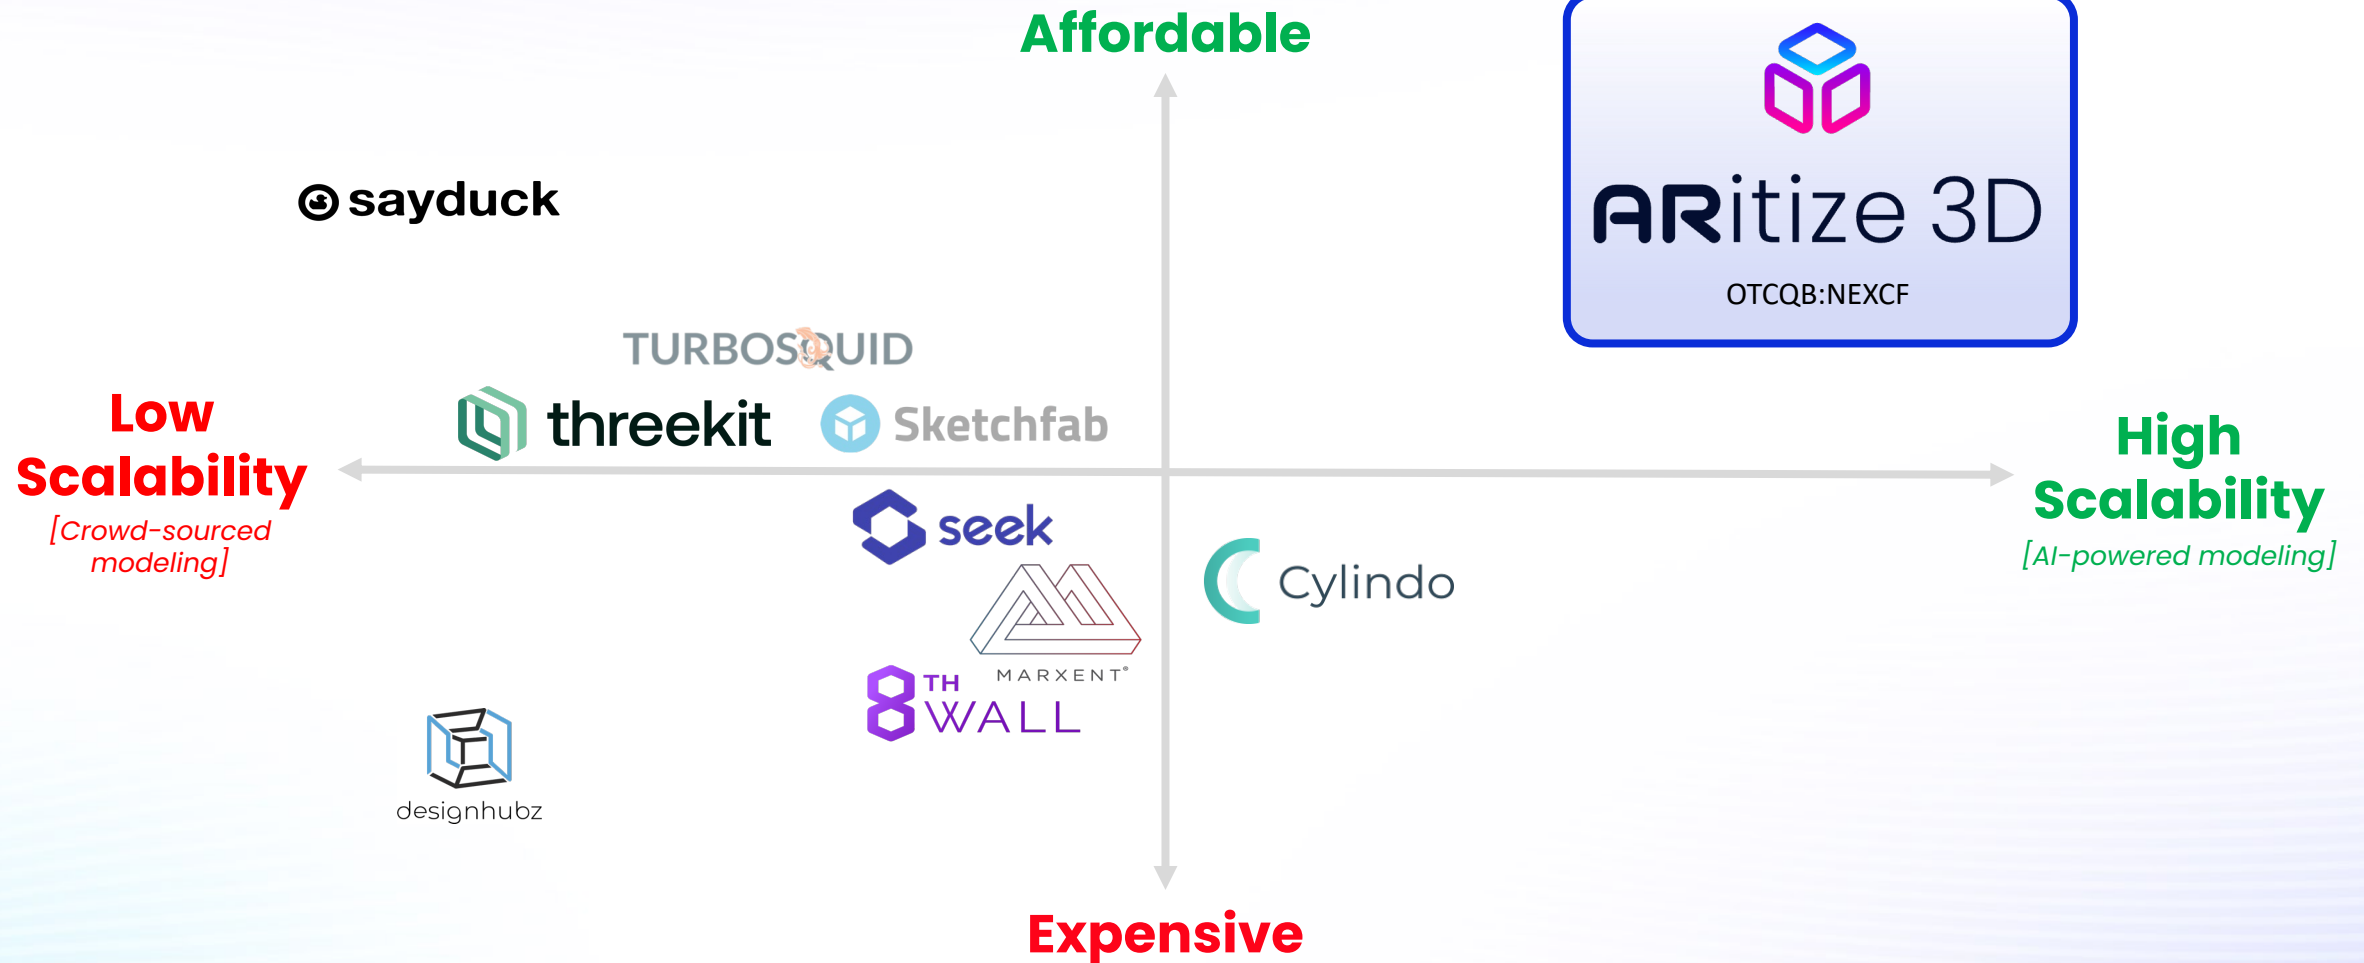 Affordable
ARitize 3D
OTCQB:NEXCF
sayduck
TURBOSQUID
threekit
Sketchfab
Low
Scalability
[Crowd-sourced
modeling]
High
Scalability
[AI-powered modeling]
seek
Cylindo
MARXENT®
8TH
WALL
designhubz
Expensive